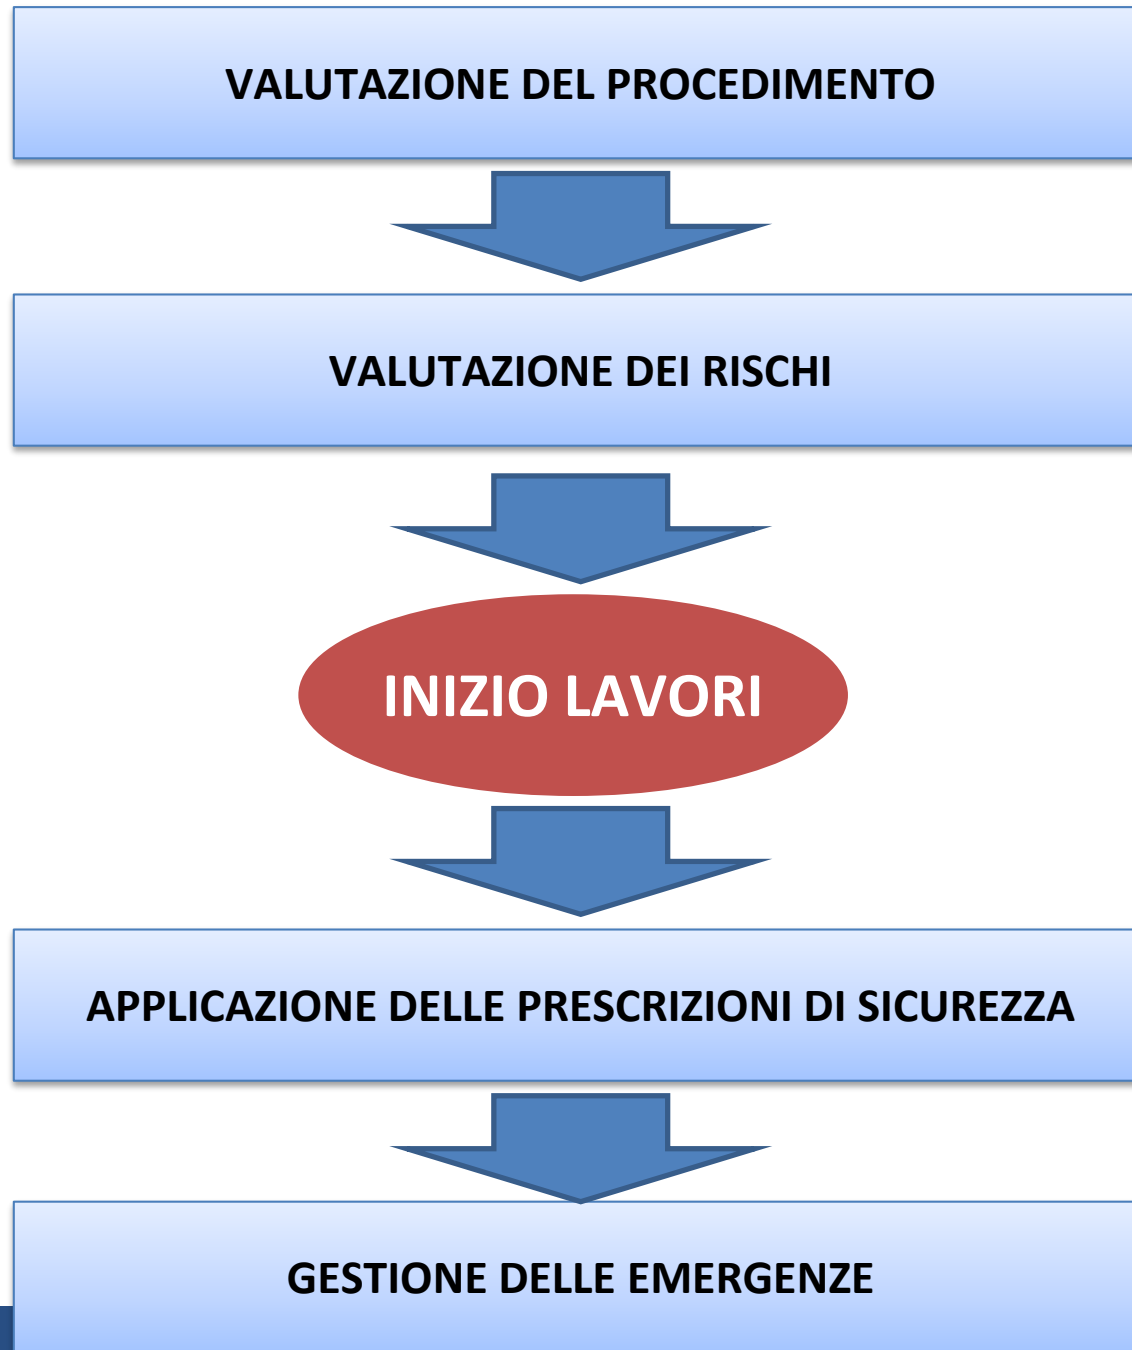 VALUTAZIONE DEL PROCEDIMENTO
VALUTAZIONE DEI RISCHI
INIZIO LAVORI
APPLICAZIONE DELLE PRESCRIZIONI DI SICUREZZA
GESTIONE DELLE EMERGENZE